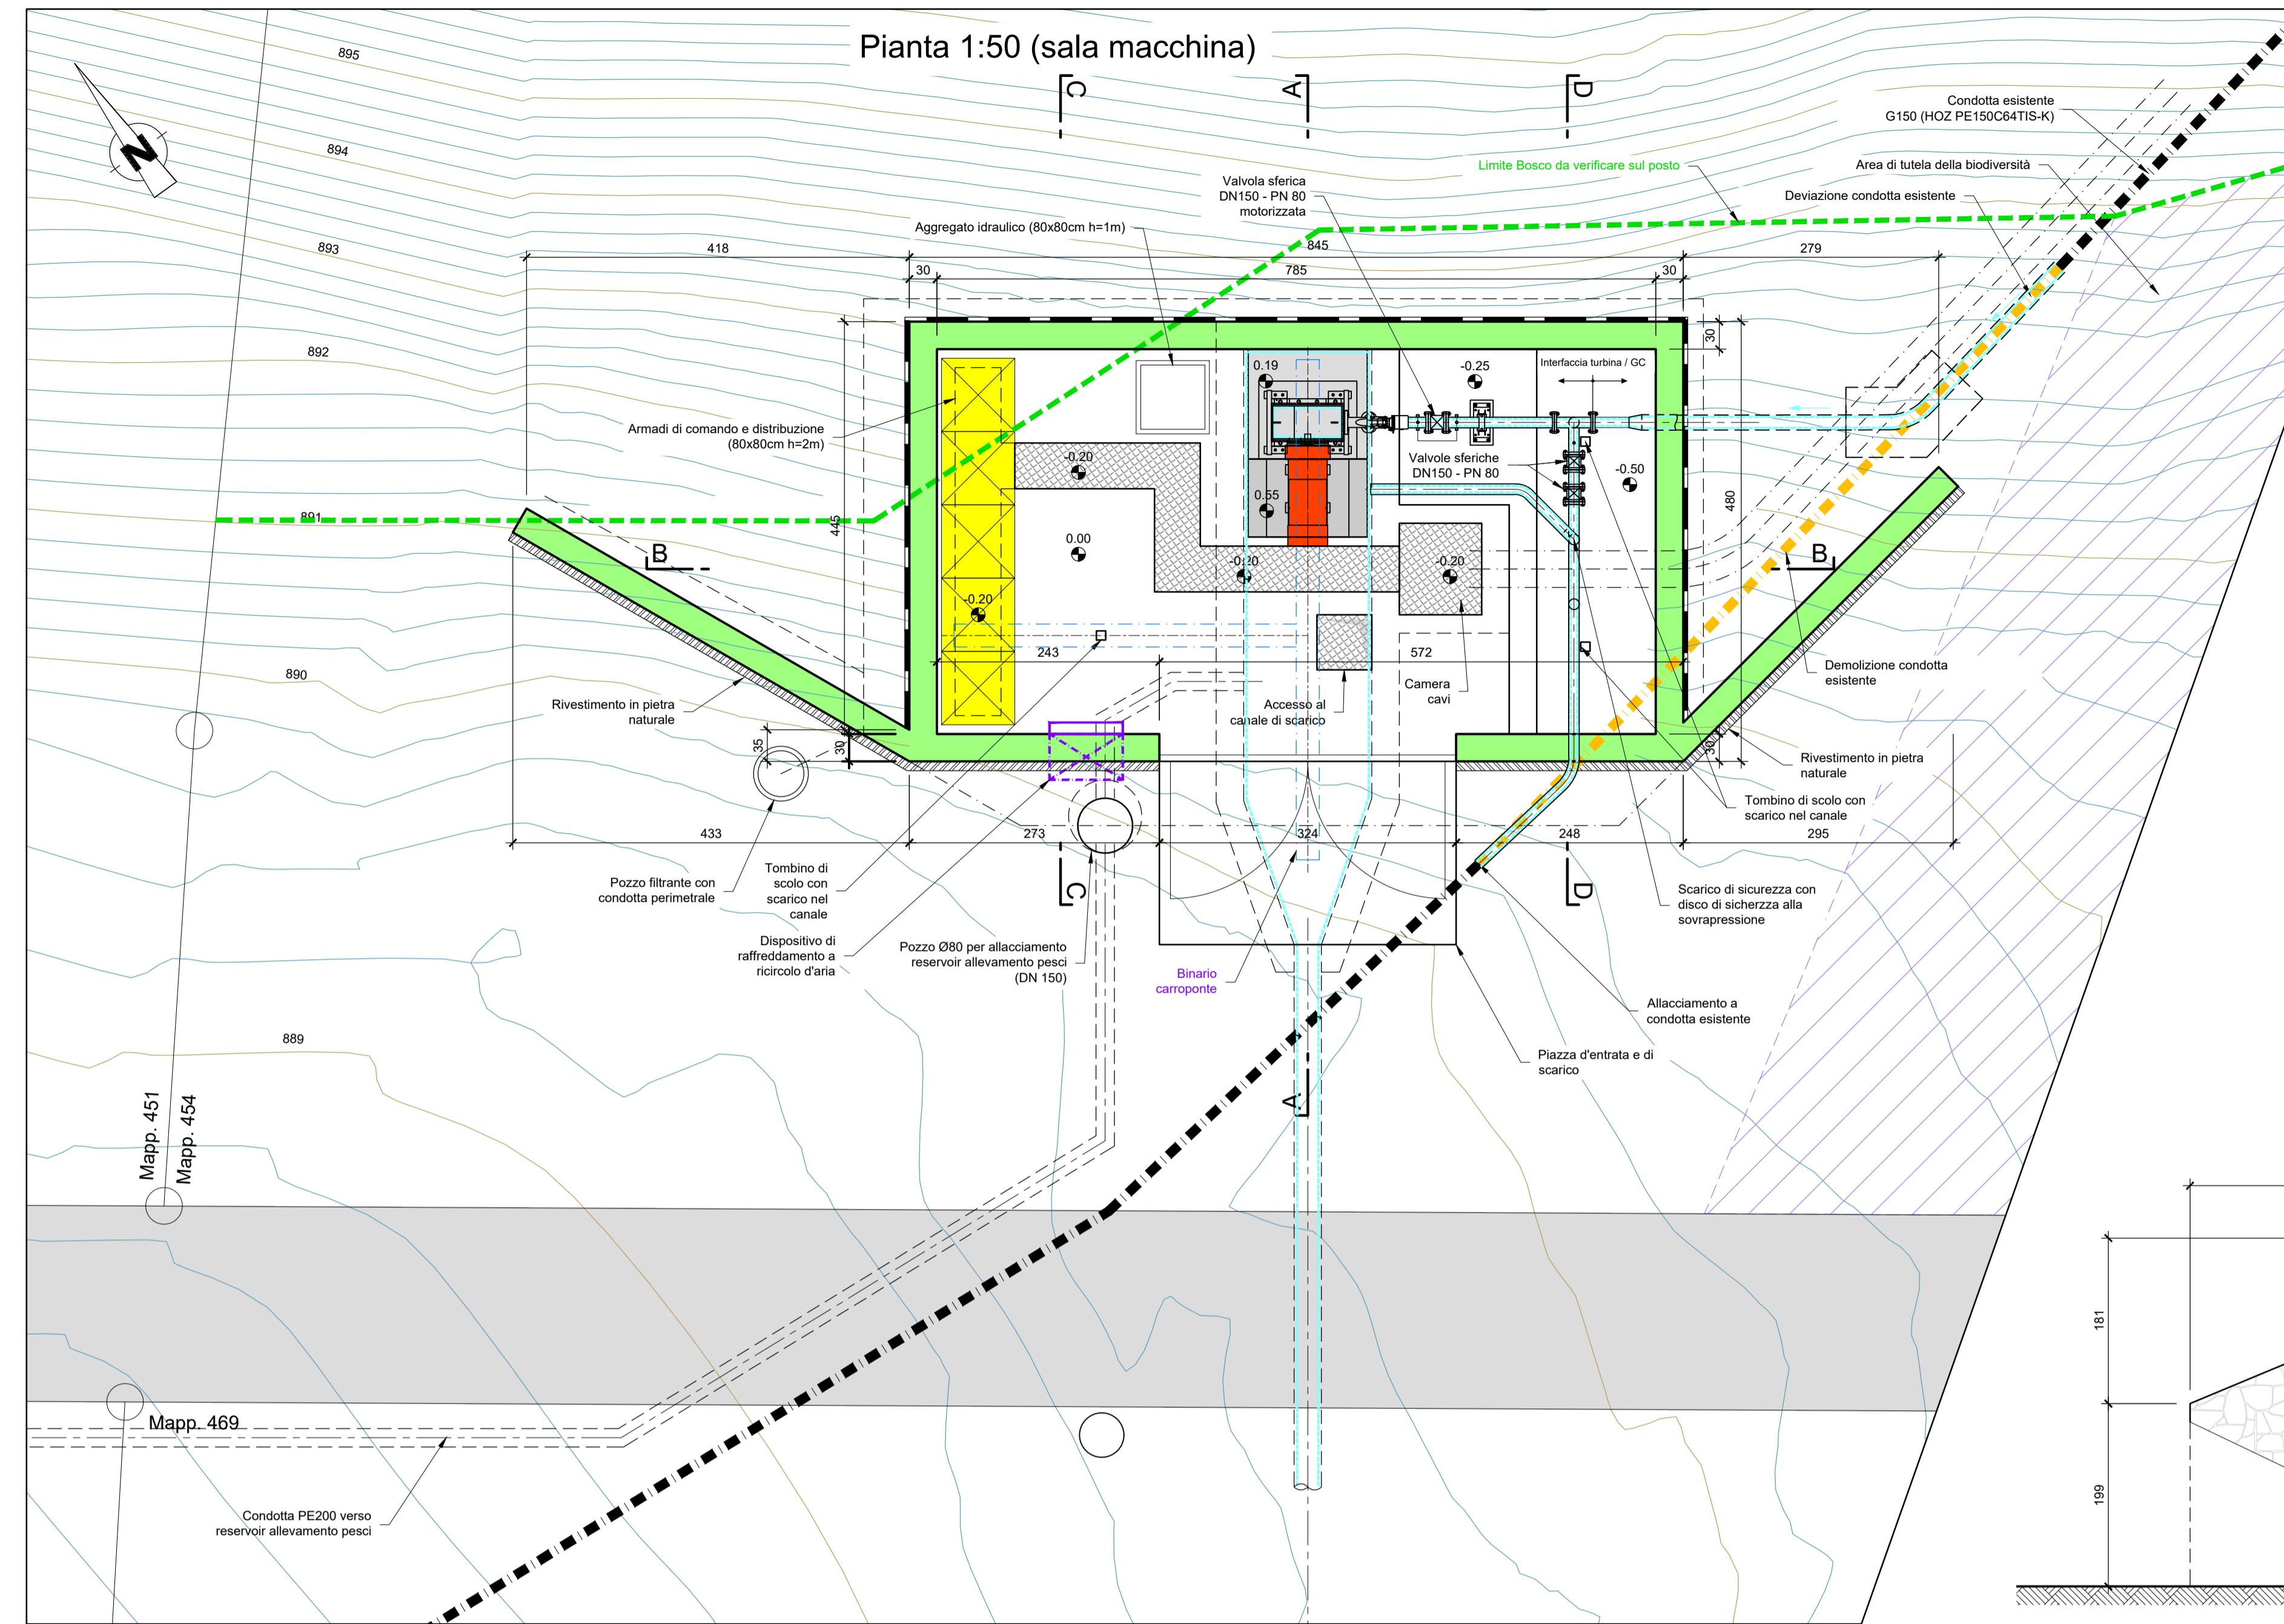 Pianta 1:50 (sala macchina)
C
A
D
N
895
894
893
892
891
890
889
Condotta esistente
G150 (HOZ PE150C64TIS-K)
Limite Bosco da verificare sul posto
Area di tutela della biodiversità
Deviazione condotta esistente
Valvola sferica
DN150 - PN 80
motorizzata
Aggregato idraulico (80x80cm h=1m)
418
845
279
30
785
30
30
445
480
Armadi di comando e distribuzione
(80x80cm h=2m)
0.19
-0.25
Interfaccia turbina / GC
Valvole sferiche
DN150 - PN 80
-0.20
-0.50
0.55
0.00
-0.20
-0.20
-0.20
B
B
243
572
Camera
cavi
Accesso al
canale di scarico
Demolizione condotta
esistente
Rivestimento in pietra
naturale
35
30
30
Rivestimento in pietra
naturale
Tombino di scolo con
scarico nel canale
433
273
324
248
295
Pozzo filtrante con
condotta perimetrale
Tombino di
scolo con
scarico nel
canale
C
D
Scarico di sicurezza con
disco di sicherzza alla
sovrapressione
Dispositivo di
raffreddamento a
ricircolo d'aria
Pozzo Ø80 per allacciamento
reservoir allevamento pesci
(DN 150)
Binario
carroponte
Allacciamento a
condotta esistente
Piazza d'entrata e di
scarico
A
Mapp. 451
Mapp. 454
Mapp. 469
Condotta PE200 verso
reservoir allevamento pesci
181
199